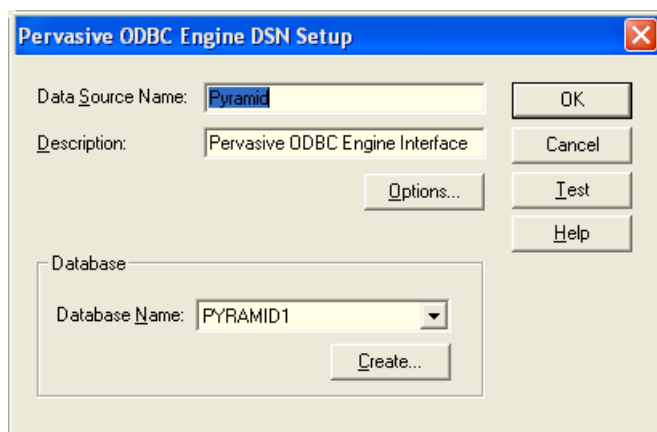 Pervasive ODBC Engine DSN Setup
Data Source Name: Pyramid
OK
Description: Pervasive ODBC Engine Interface
Cancel
Options...
Test
Help
Database
Database Name: PYRAMID1
Create...